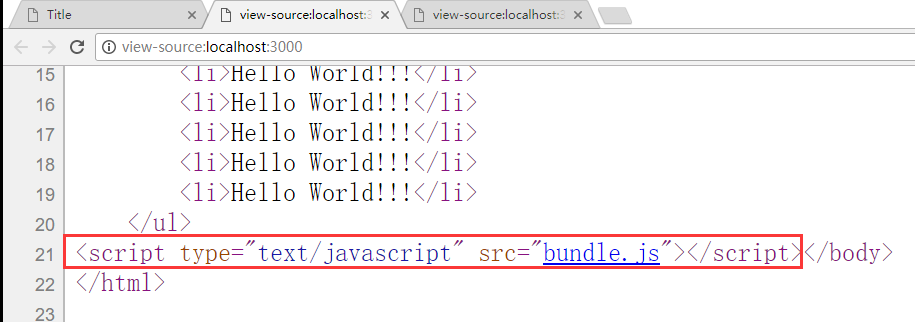 Title
view-source:localhost:3
view-source:localhost:3
view-source:localhost:3000
15 <li>Hello World!!!</li>
16 <li>Hello World!!!</li>
17 <li>Hello World!!!</li>
18 <li>Hello World!!!</li>
19 <li>Hello World!!!</li>
20 </ul>
21 <script type="text/javascript" src="bundle.js"></script></body>
22 </html>
23